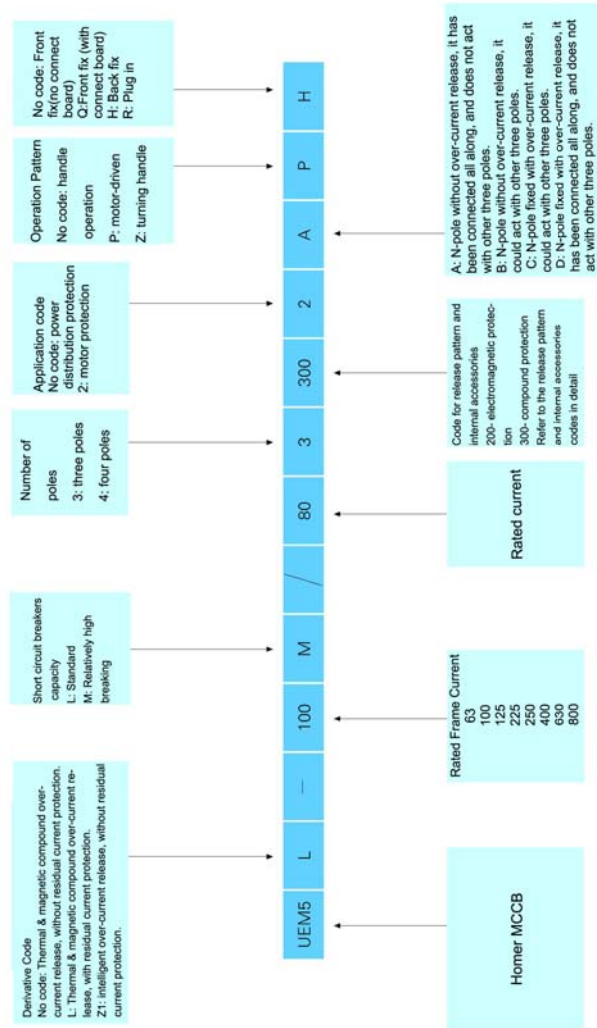 Derivative Code
No code: Thermal & magnetic compound over-
current release, without residual current protection.
L: Thermal & magnetic compound over-current re-
lease, with residual current protection.
Z1: intelligent over-current release, without residual
current protection.
Short circuit breakers
capacity
L: Standard
M: Relatively high
breaking
Number of
poles
3: three poles
4: four poles
Application code
No code: power
distribution protection
2: motor protection
Operation Pattern
No code: handle
operation
P: motor-driven
Z: turning handle
No code: Front
fix(no connect
board)
Q:Front fix (with
connect board)
H: Back fix
R: Plug In
UEM5 L — 100 M / 80 3 300 2 A P H
Homer MCCB
Rated Frame Current
63
100
125
225
250
400
630
800
Rated current
Code for release pattern and
internal accessories
200- electromagnetic protec-
tion
300- compound protection
Refer to the release pattern
and internal accessories
codes in detail
A: N-pole without over-current release, it has
been connected all along, and does not act
with other three poles.
B: N-pole without over-current release, it
could act with other three poles.
C: N-pole fixed with over-current release, it
could act with other three poles.
D: N-pole fixed with over-current release, it
has been connected all along, and does not
act with other three poles.